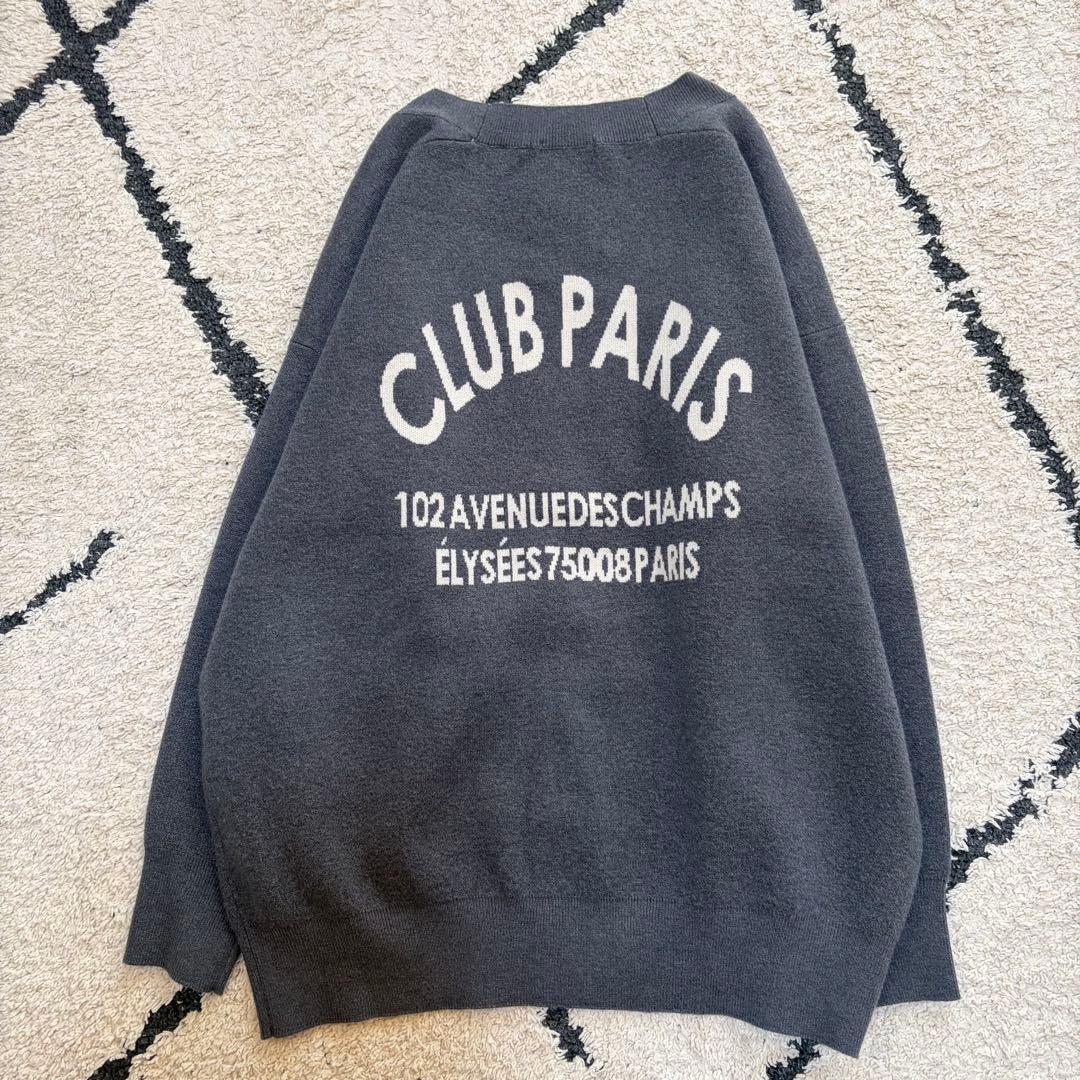 CLUB PARIS
102 AVENUEDESCHAMPS
ÉLYSÉES 75008 PARIS